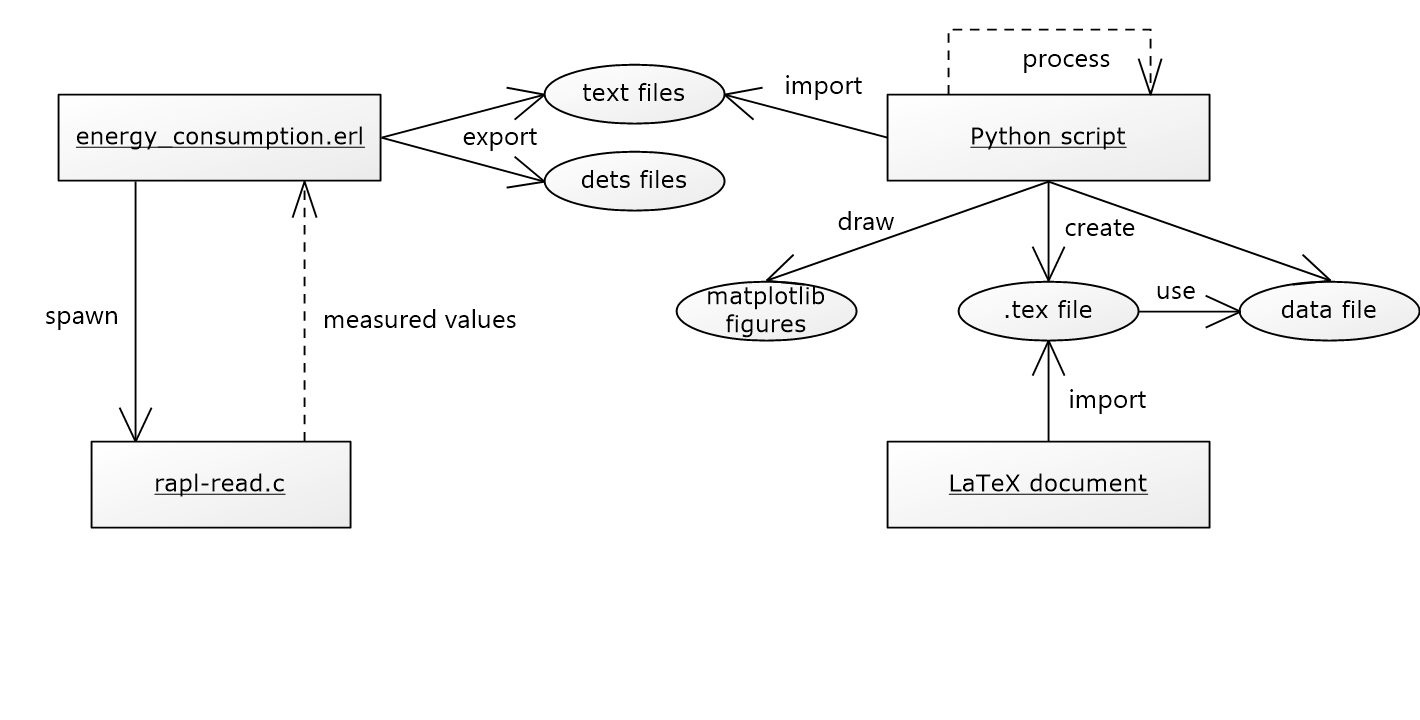 process
text files
import
energy_consumption.erl
export
Python script
dets files
draw
create
matplotlib
figures
.tex file
use
data file
spawn
measured values
import
rapl-read.c
LaTeX document